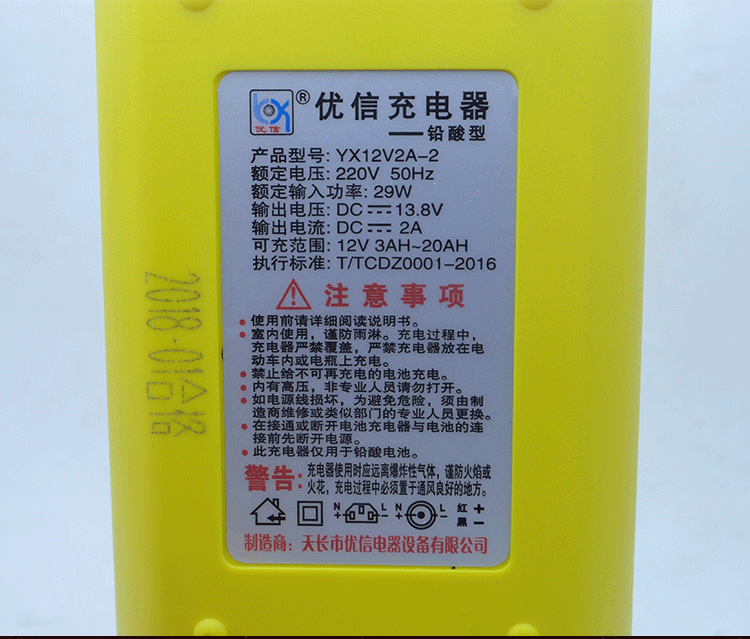 优信
®
优信充电器
——铅酸型
产品型号: YX12V2A-2
额定电压: 220V 50Hz
额定输入功率: 29W
输出电压: DC 13.8V
输出电流: DC 2A
可充范围: 12V 3AH~20AH
执行标准: T/TCDZ0001-2016
注意事项
●使用前请详细阅读说明书。
●室内使用，谨防雨淋。充电过程中，
充电器严禁覆盖，严禁充电器放在电
动车内或电瓶上充电。
●禁止给不可再充电的电池充电。
●内有高压，非专业人员请勿打开。
●如电源线损坏，为避免危险，须由制
造商维修或类似部门的专业人员更换。
●在接通或断开电池充电器与电池的连
接前先断开电源。
●此充电器仅用于铅酸电池。
警告: 充电器使用时应远离爆炸性气体，谨防火焰或
火花，充电过程中必须置于通风良好的地方。
N + L - N + L - 红 +
黑 -
制造商: 天长市优信电器设备有限公司
2018-01合格